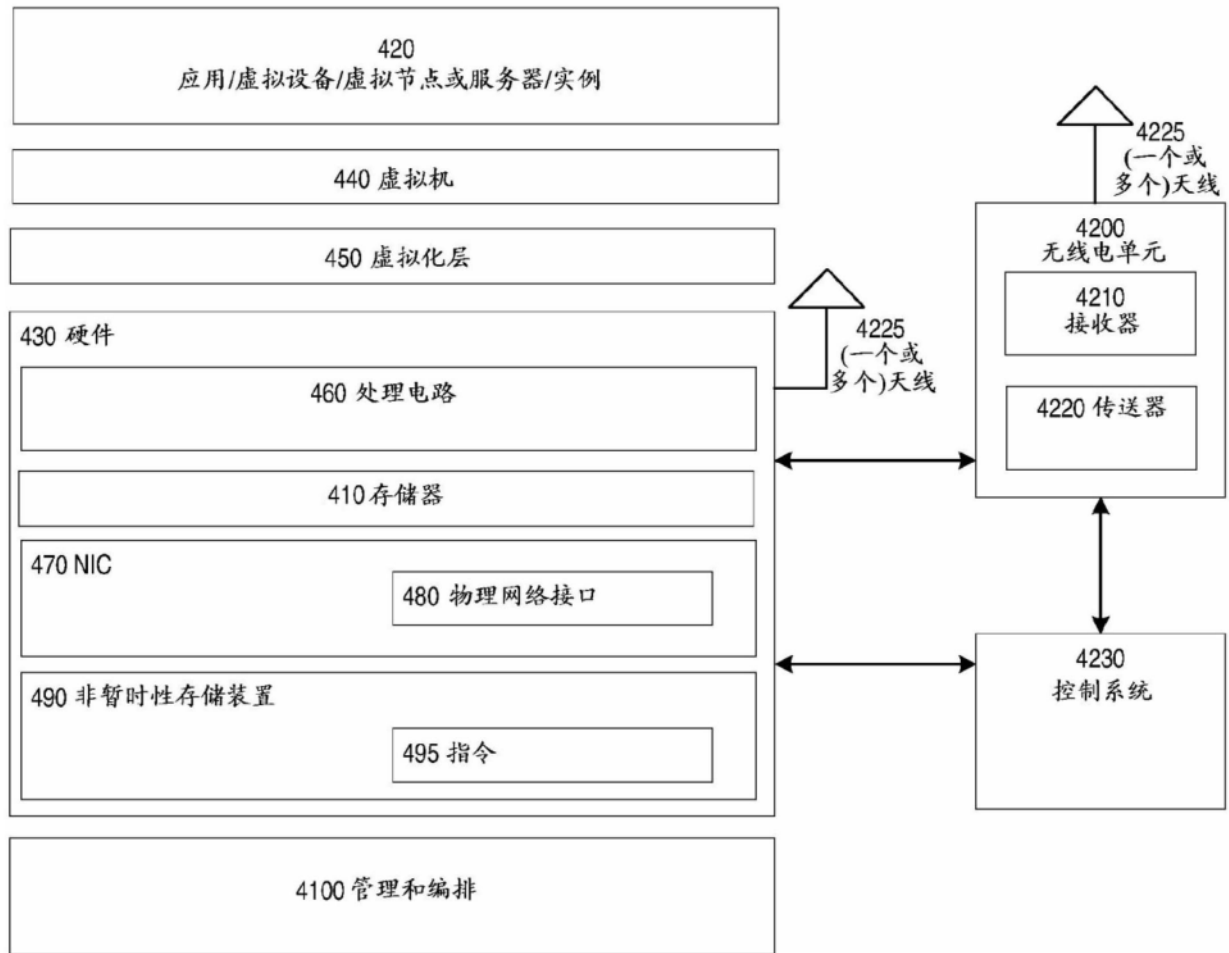 420
应用/虚拟设备/虚拟节点或服务器/实例
440 虚拟机
450 虚拟化层
430 硬件
460 处理电路
410 存储器
470 NIC
480 物理网络接口
490 非暂时性存储装置
495 指令
4100 管理和编排
4225
(一个或
多个)天线
4225
(一个或
多个)天线
4200
无线电单元
4210
接收器
4220 传送器
4230
控制系统